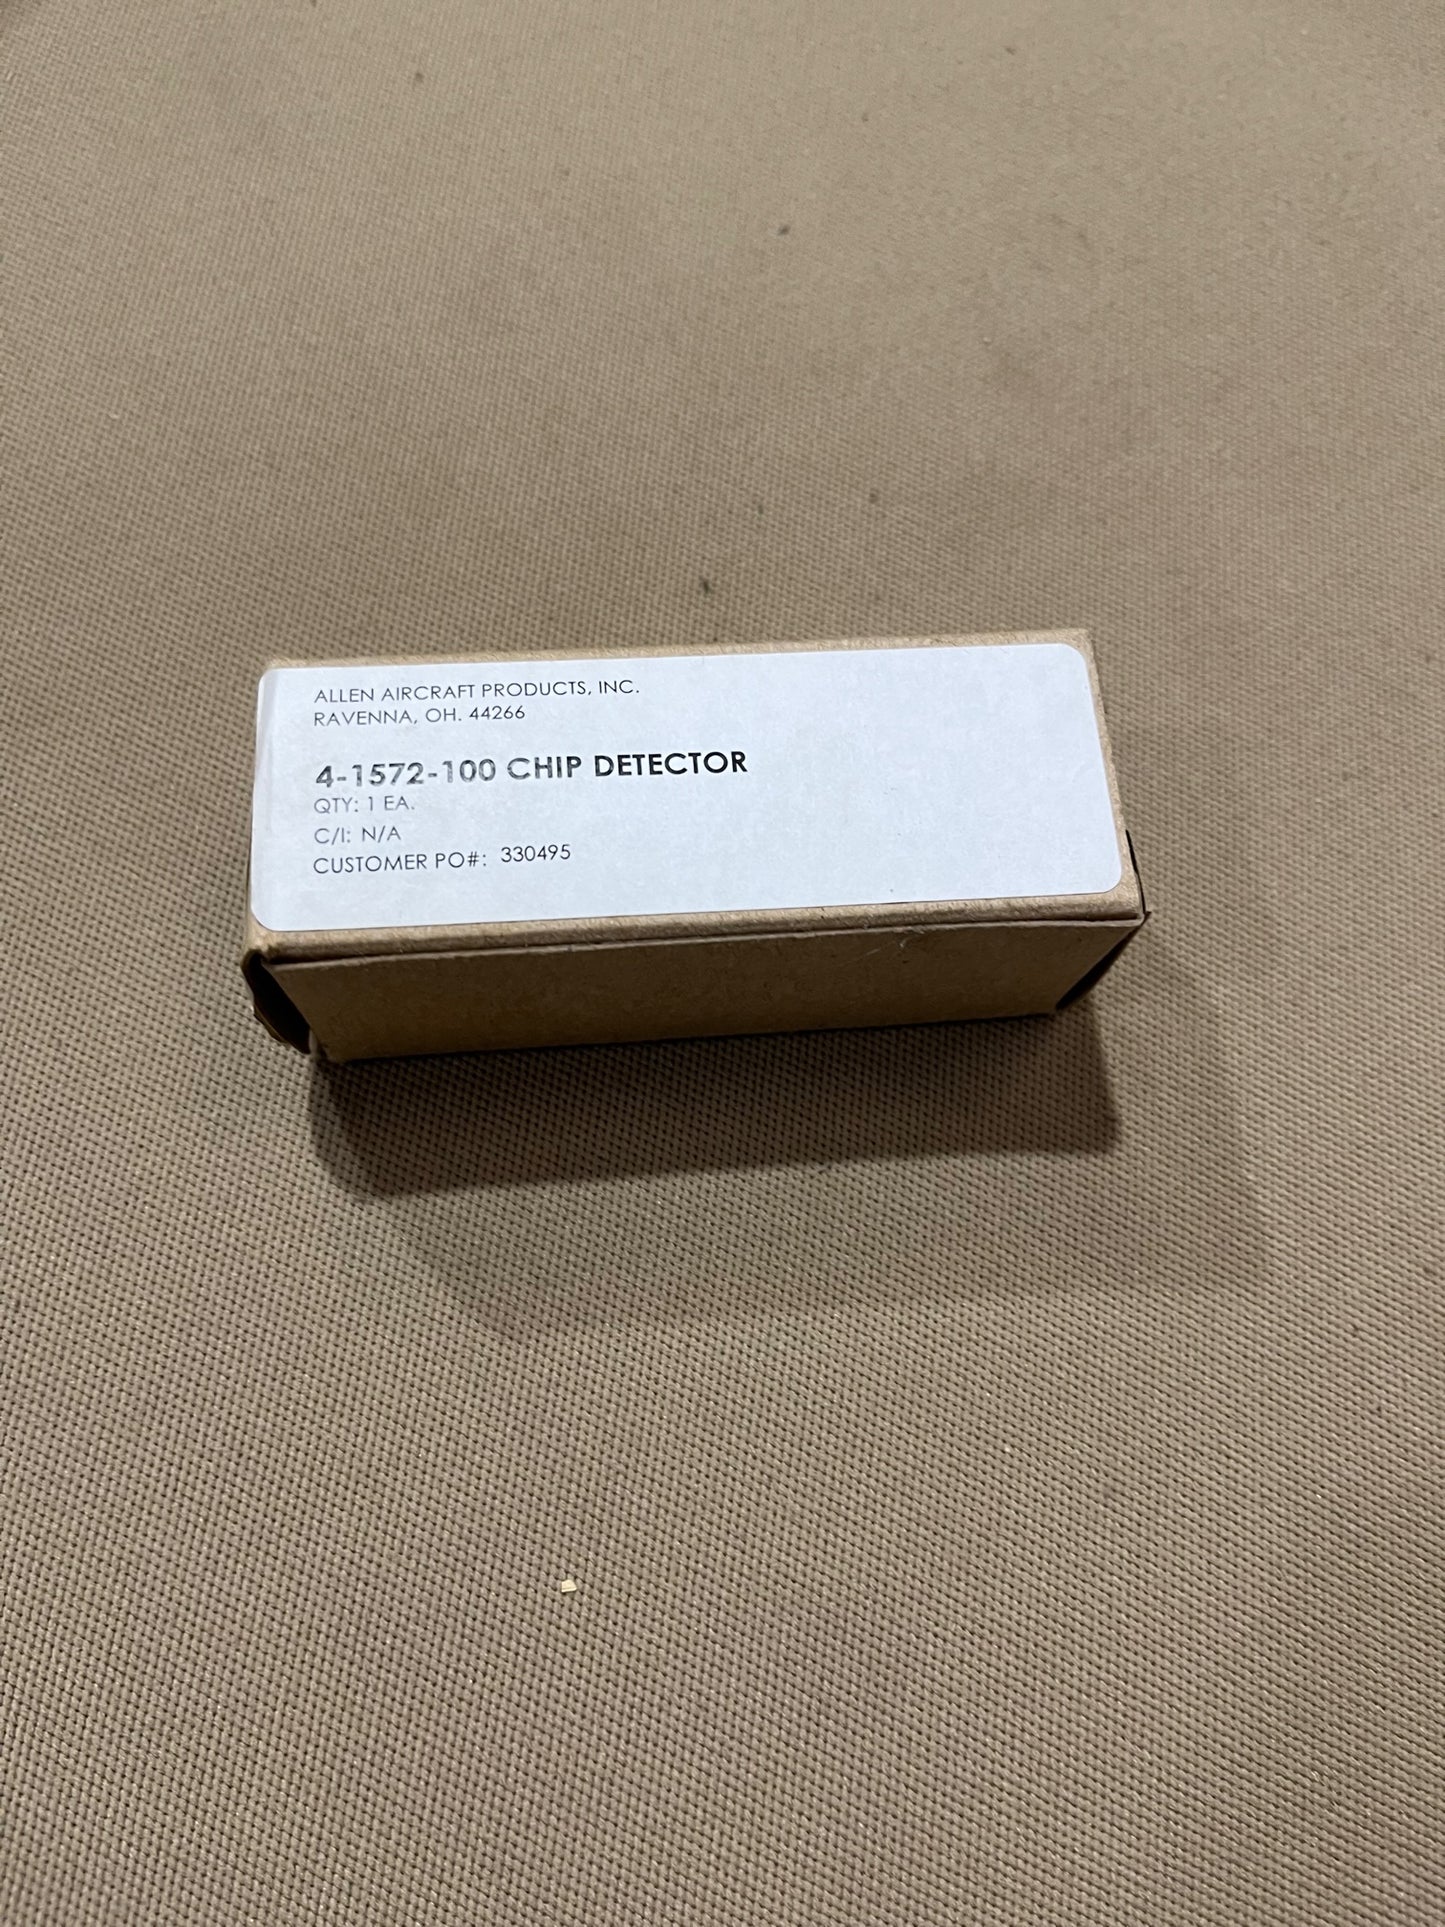 ALLEN AIRCRAFT PRODUCTS, INC.
RAVENNA, OH. 44266
4-1572-100 CHIP DETECTOR
QTY: 1 EA.
C/I: N/A
CUSTOMER PO#: 330495